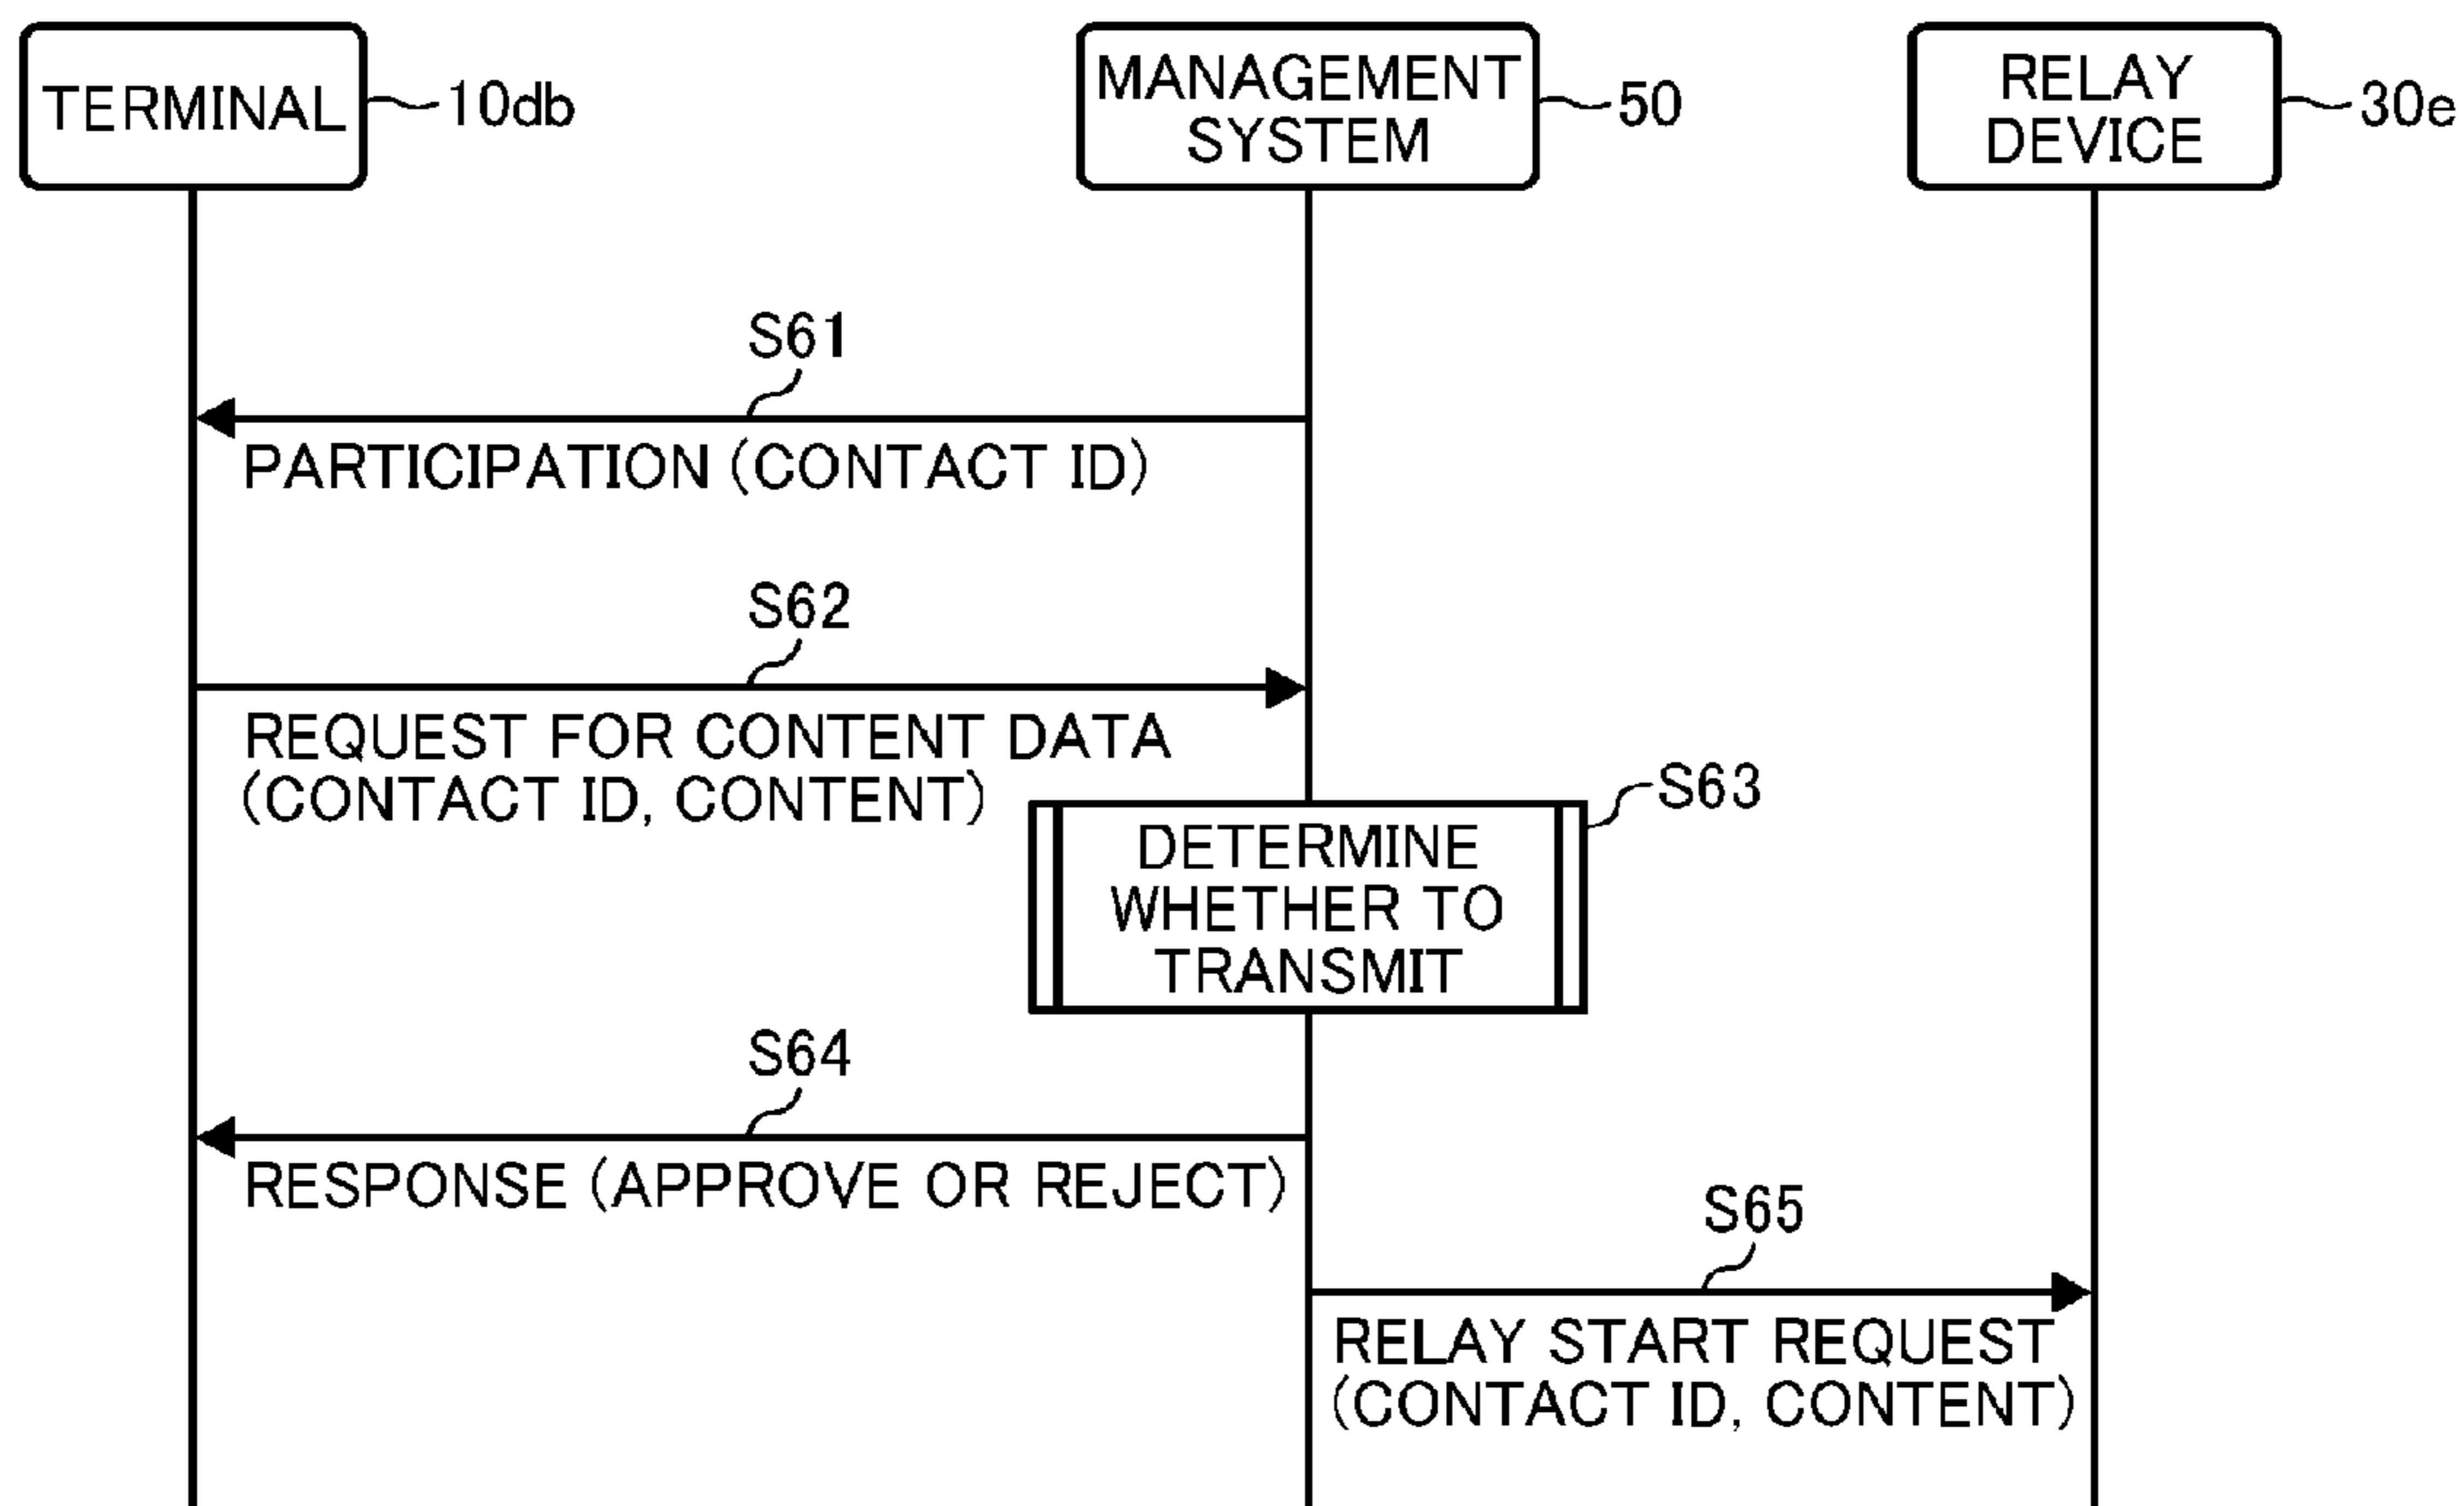 TERMINAL
10db
MANAGEMENT
SYSTEM
50
RELAY
DEVICE
30e
S61
PARTICIPATION (CONTACT ID)
S62
REQUEST FOR CONTENT DATA
(CONTACT ID, CONTENT)
S63
DETERMINE
WHETHER TO
TRANSMIT
S64
RESPONSE (APPROVE OR REJECT)
S65
RELAY START REQUEST
(CONTACT ID, CONTENT)